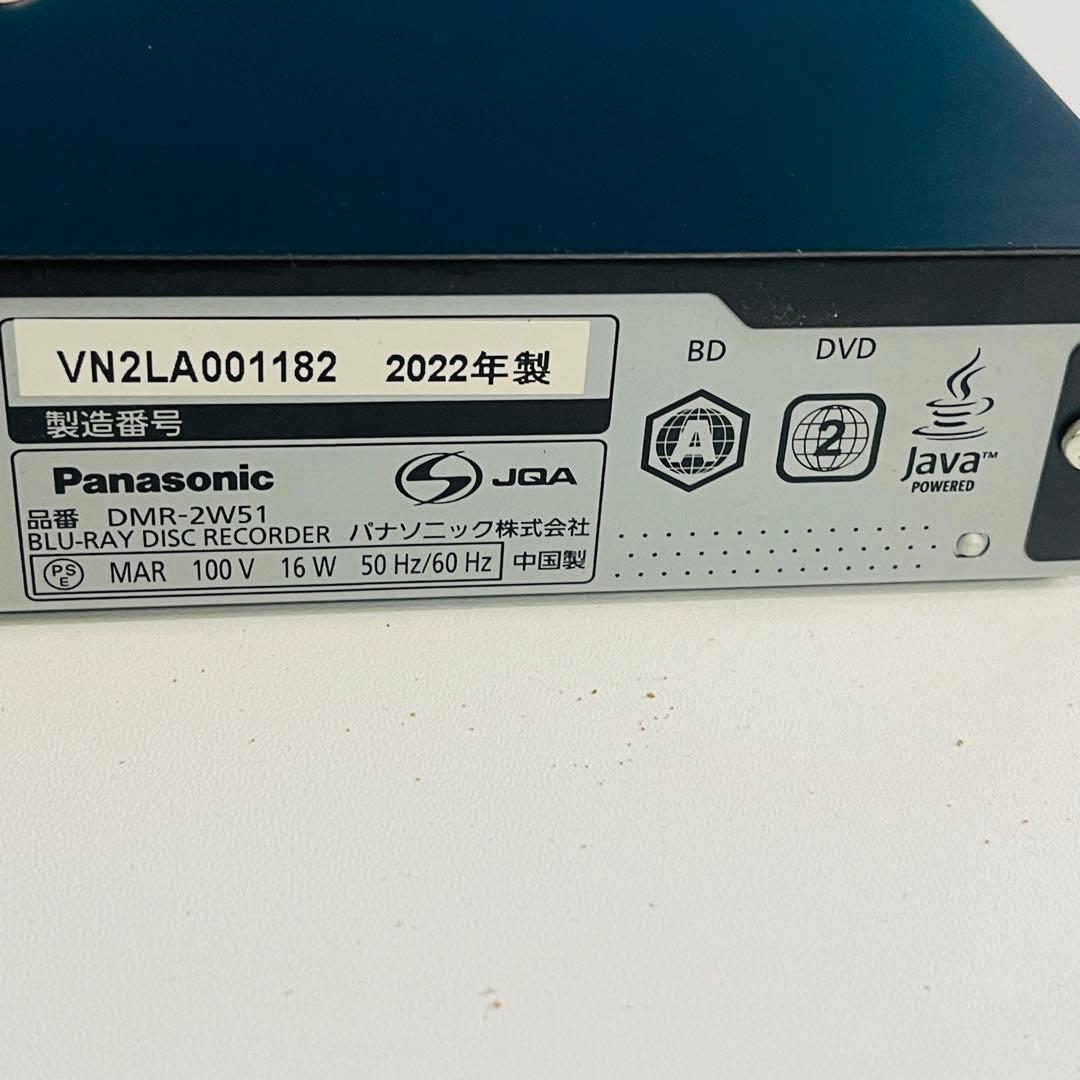 VN2LA001182 2022年製
製造番号
Panasonic JQA
品番 DMR-2W51
BLU-RAY DISC RECORDER パナソニック株式会社
PSE MAR 100 V 16 W 50 Hz/60 Hz 中国製
BD DVD
A 2
Java™
POWERED